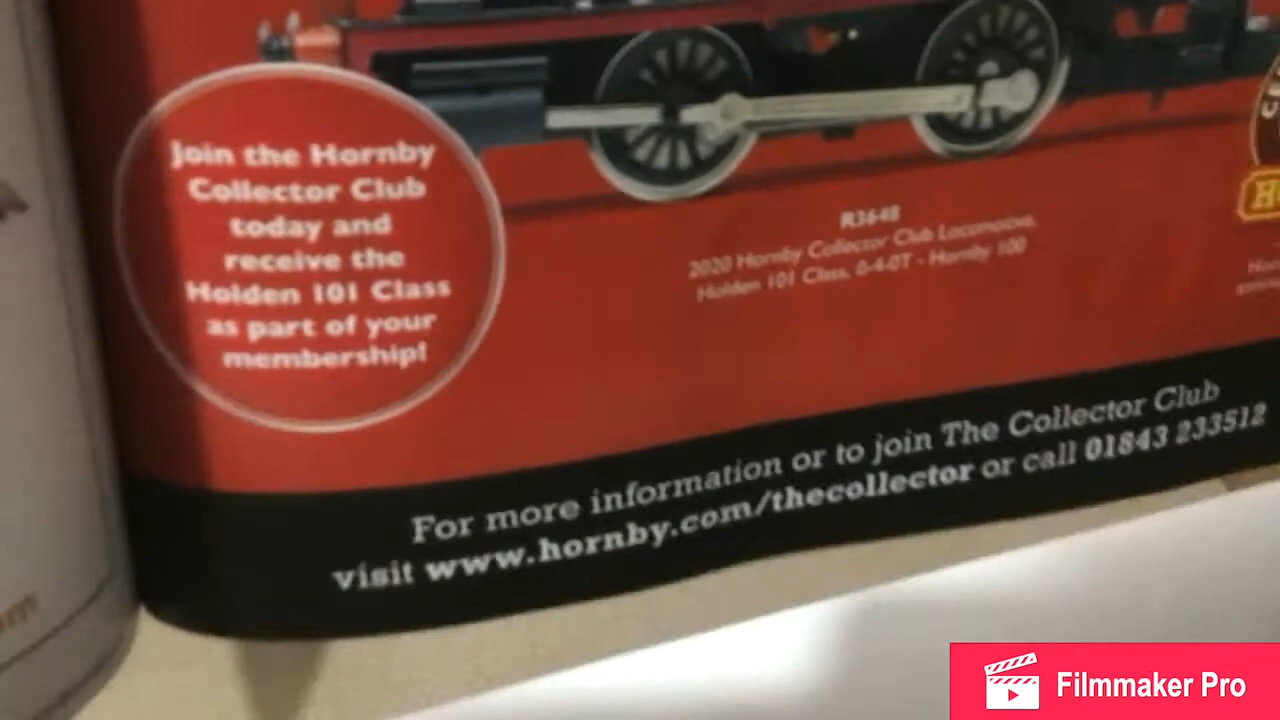 Join the Hornby
Collector Club
today and
receive the
Holden 101 Class
as part of your
membership!
R3648
2020 Hornby Collector Club Locomotive,
Holden 101 Class, 0-4-0T - Hornby 100
For more information or to join The Collector Club
visit www.hornby.com/thecollector or call 01843 233512
Filmmaker Pro